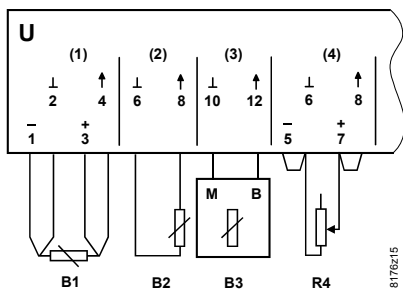 U
(1) (2) (3) (4)
⊥ ↑ ⊥ ↑ ⊥ ↑ ⊥ ↑
2 4 6 8 10 12 6 8
− + − +
1 3 5 7
M B
B1 B2 B3 R4
8176z15